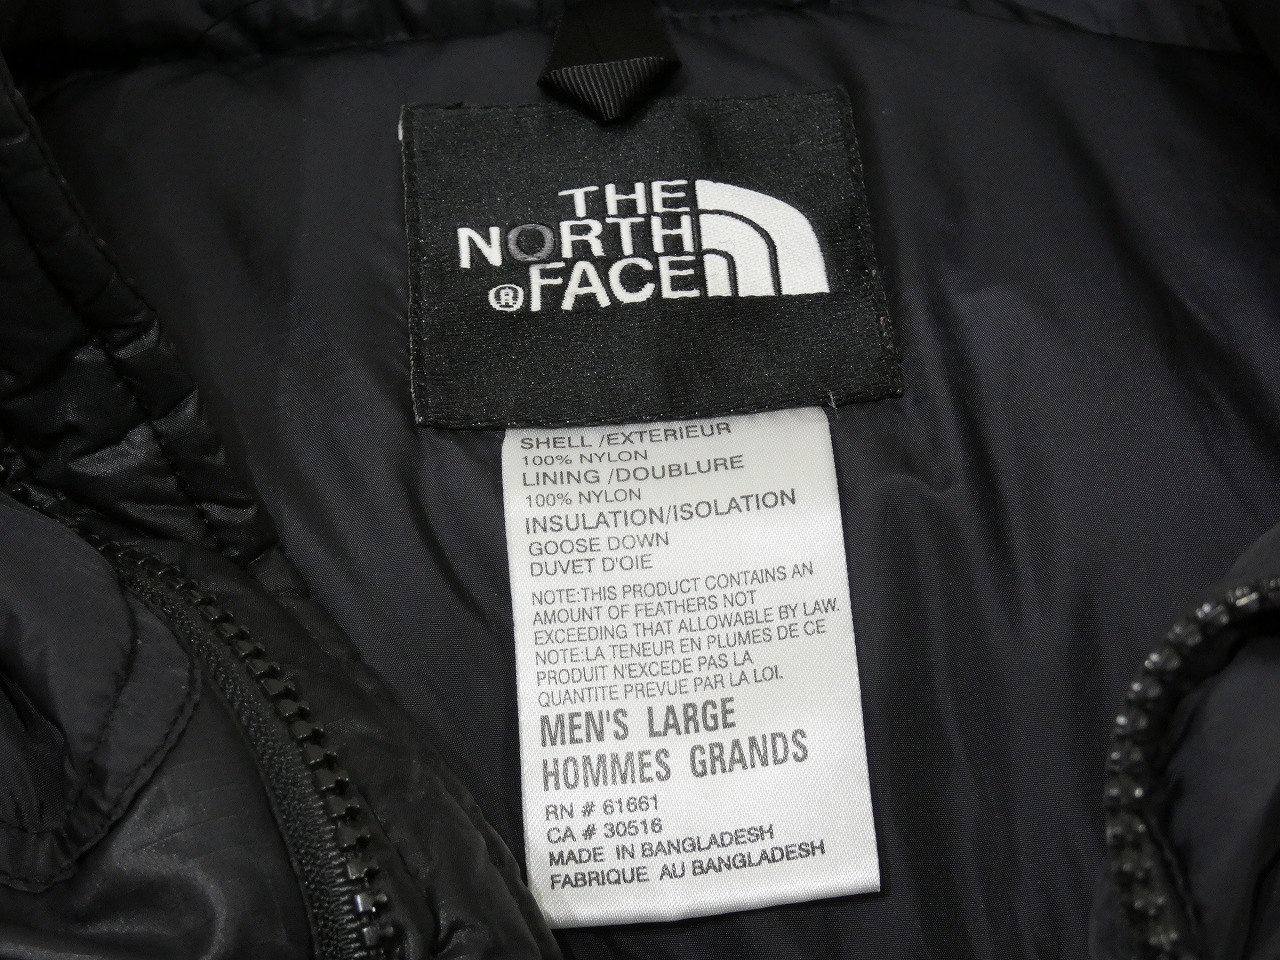 THE
NORTH
®FACE
SHELL /EXTERIEUR
100% NYLON
LINING /DOUBLURE
100% NYLON
INSULATION/ISOLATION
GOOSE DOWN
DUVET D'OIE
NOTE:THIS PRODUCT CONTAINS AN
AMOUNT OF FEATHERS NOT
EXCEEDING THAT ALLOWABLE BY LAW.
NOTE:LA TENEUR EN PLUMES DE CE
PRODUIT N'EXCEDE PAS LA
QUANTITE PREVUE PAR LA LOI.
MEN'S LARGE
HOMMES GRANDS
RN # 61661
CA # 30516
MADE IN BANGLADESH
FABRIQUE AU BANGLADESH